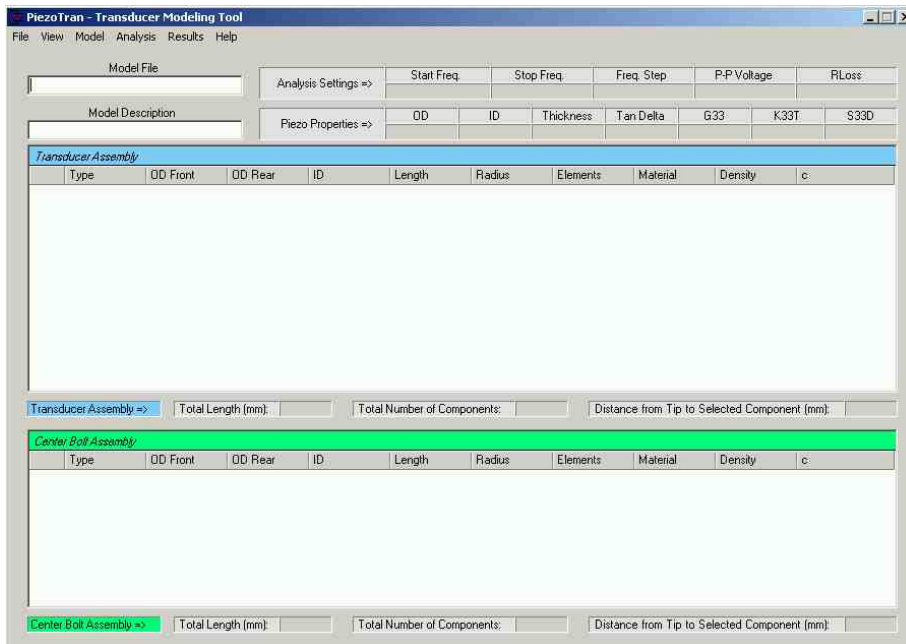 PiezoTran - Transducer Modeling Tool
File View Model Analysis Results Help
Model File
Analysis Settings => Start Freq. Stop Freq. Freq. Step P-P Voltage RLoss
Model Description
Piezo Properties => OD ID Thickness Tan Delta G33 K33T S33D
Transducer Assembly
Type OD Front OD Rear ID Length Radius Elements Material Density c
Transducer Assembly => Total Length (mm): Total Number of Components: Distance from Tip to Selected Component (mm):
Center Bolt Assembly
Type OD Front OD Rear ID Length Radius Elements Material Density c
Center Bolt Assembly => Total Length (mm): Total Number of Components: Distance from Tip to Selected Component (mm):